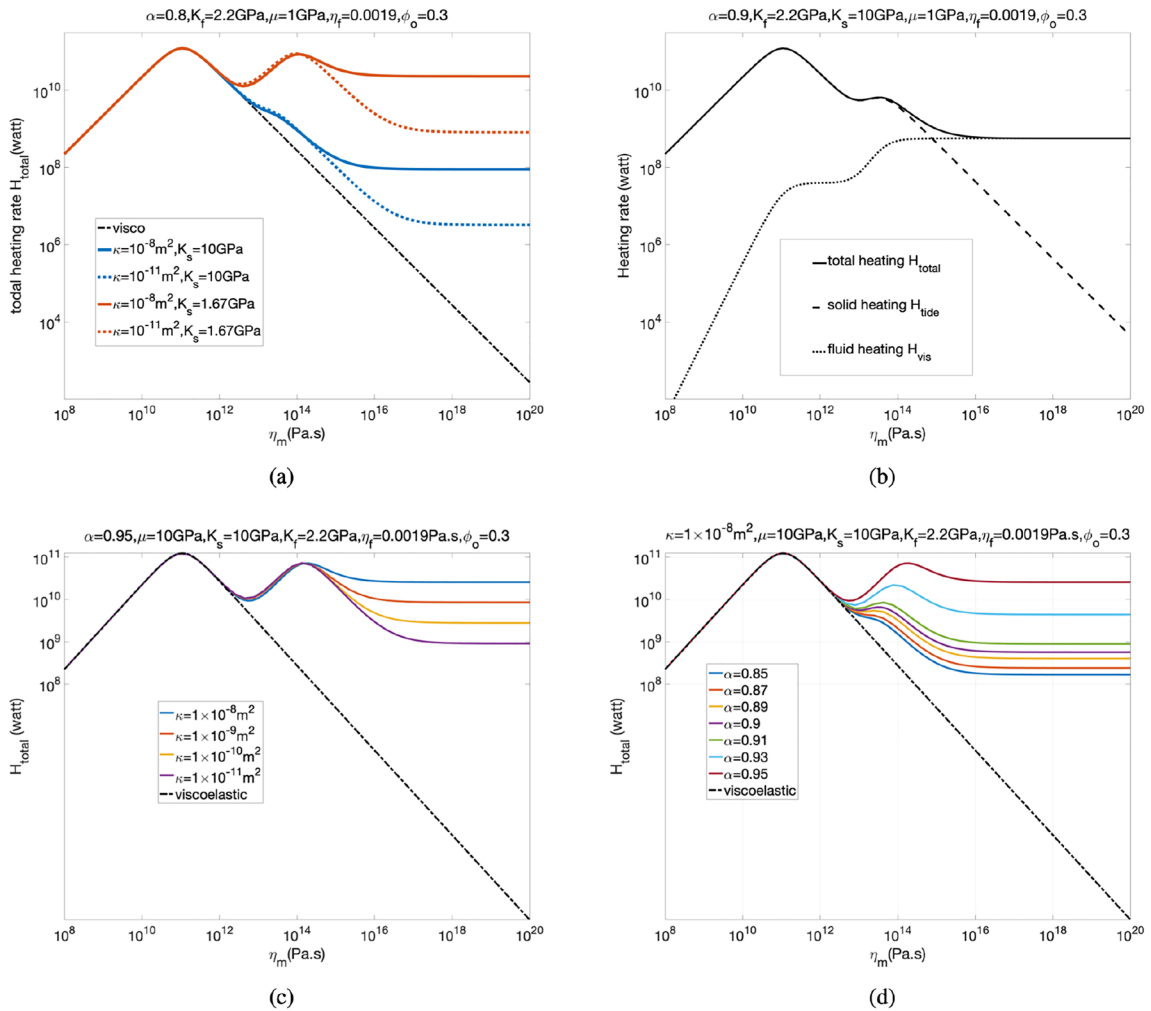 α=0.8,K_f=2.2GPa,μ=1GPa,η_f=0.0019,ϕ_o=0.3
todal heating rate H_total(watt)
10^10
10^8
10^6
10^4
visco
κ=10^-8m^2,K_s=10GPa
κ=10^-11m^2,K_s=10GPa
κ=10^-8m^2,K_s=1.67GPa
κ=10^-11m^2,K_s=1.67GPa
10^8 10^10 10^12 10^14 10^16 10^18 10^20
η_m(Pa.s)
(a)
α=0.9,K_f=2.2GPa,K_s=10GPa,μ=1GPa,η_f=0.0019,ϕ_o=0.3
Heating rate (watt)
10^10
10^8
10^6
10^4
total heating H_total
solid heating H_tide
fluid heating H_vis
10^8 10^10 10^12 10^14 10^16 10^18 10^20
η_m(Pa.s)
(b)
α=0.95,μ=10GPa,K_s=10GPa,K_f=2.2GPa,η_f=0.0019Pa.s,ϕ_o=0.3
H_total (watt)
10^11
10^10
10^9
10^8
κ=1×10^-8m^2
κ=1×10^-9m^2
κ=1×10^-10m^2
κ=1×10^-11m^2
viscoelastic
10^8 10^10 10^12 10^14 10^16 10^18 10^20
η_m(Pa.s)
(c)
κ=1×10^-8m^2,μ=10GPa,K_s=10GPa,K_f=2.2GPa,η_f=0.0019Pa.s,ϕ_o=0.3
H_total (watt)
10^11
10^10
10^9
10^8
α=0.85
α=0.87
α=0.89
α=0.9
α=0.91
α=0.93
α=0.95
viscoelastic
10^8 10^10 10^12 10^14 10^16 10^18 10^20
η_m(Pa.s)
(d)